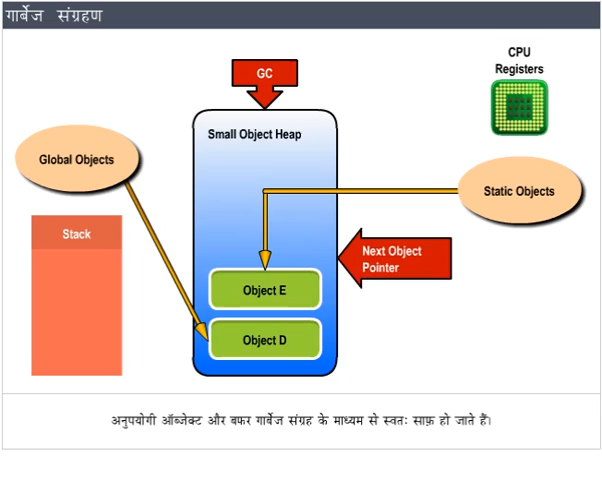 गार्बेज संग्रहण
CPU
Registers
GC
Small Object Heap
Global Objects
Static Objects
Stack
Next Object
Pointer
Object E
Object D
अनुपयोगी ऑब्जेक्ट और बफर गार्बेज संग्रह के माध्यम से स्वतः साफ़ हो जाते हैं।